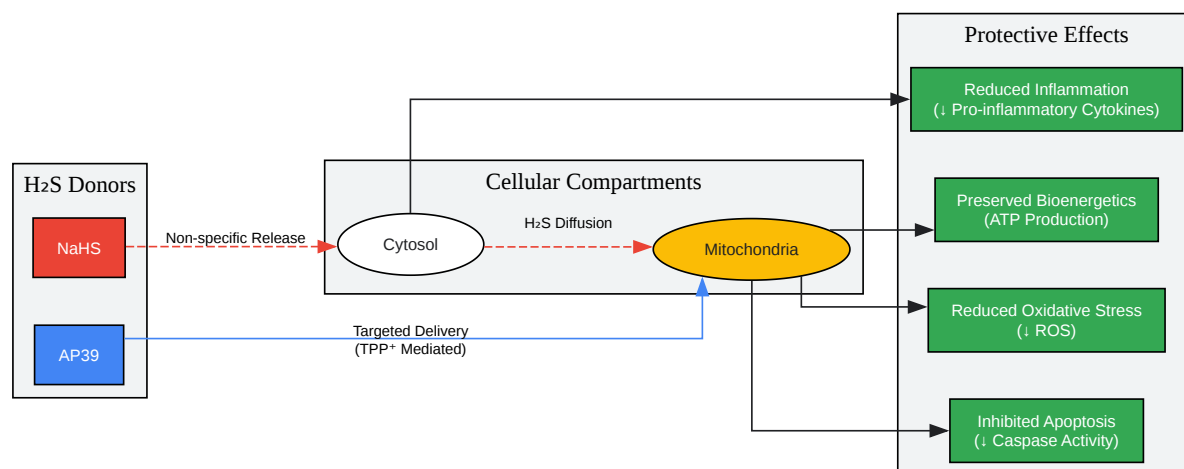 H₂S Donors
NaHS
AP39
Non-specific Release
Targeted Delivery
(TPP⁺ Mediated)
Cellular Compartments
Cytosol
H₂S Diffusion
Mitochondria
Protective Effects
Reduced Inflammation
(↓ Pro-inflammatory Cytokines)
Preserved Bioenergetics
(ATP Production)
Reduced Oxidative Stress
(↓ ROS)
Inhibited Apoptosis
(↓ Caspase Activity)